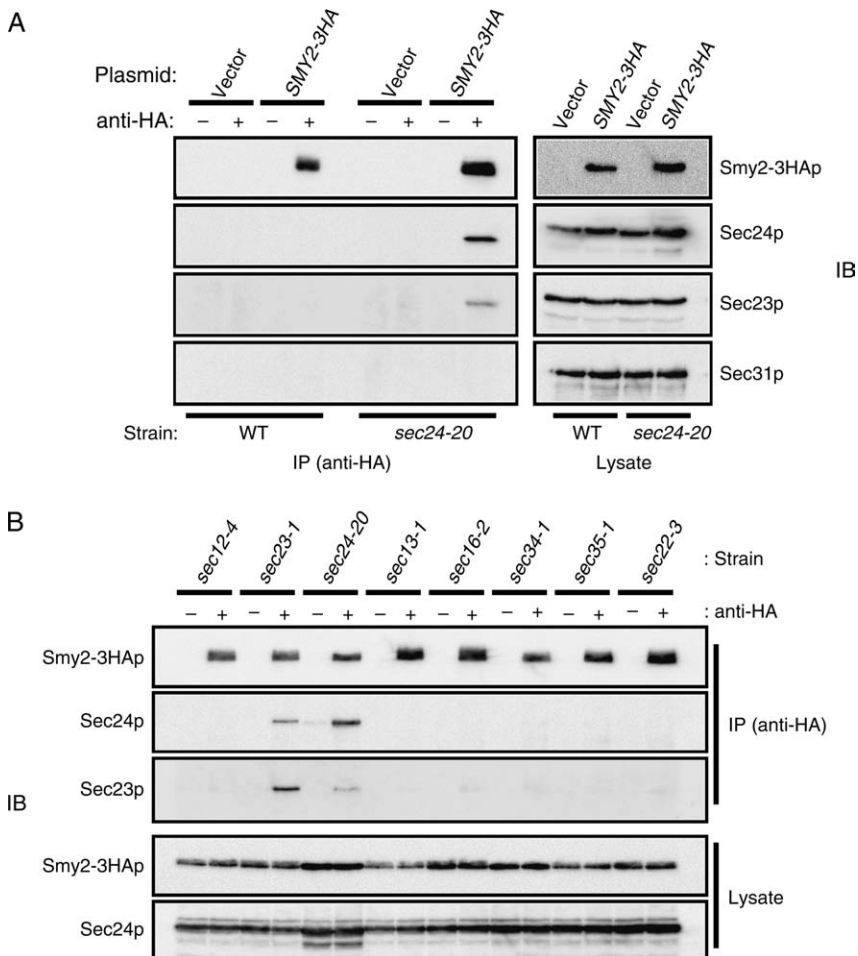 A
Plasmid: Vector SMY2-3HA Vector SMY2-3HA
Vector SMY2-3HA Vector SMY2-3HA
anti-HA: – + – + – + – +
Smy2-3HAp
Sec24p
IB
Sec23p
Sec31p
Strain: WT sec24-20 WT sec24-20
IP (anti-HA) Lysate
B
sec12-4 sec23-1 sec24-20 sec13-1 sec16-2 sec34-1 sec35-1 sec22-3 : Strain
– + – + – + – + – + – + – + – + : anti-HA
Smy2-3HAp
Sec24p
IP (anti-HA)
Sec23p
IB
Smy2-3HAp
Lysate
Sec24p